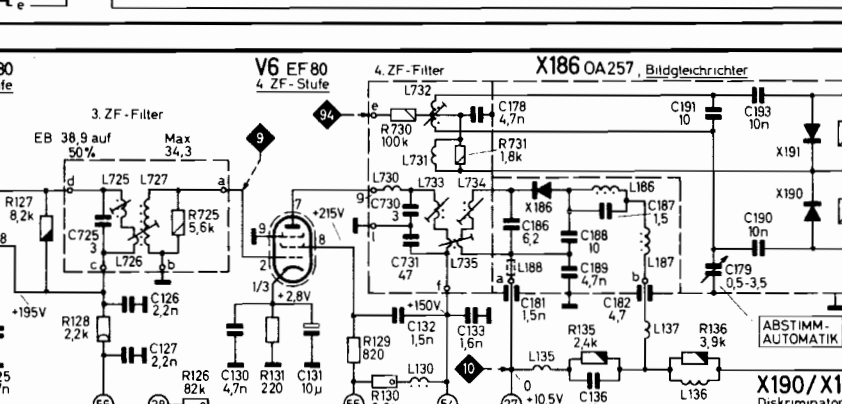 e
80
fe
V6 EF80
4. ZF-Stufe
4. ZF-Filter
X186 OA257, Bildgleichrichter
3. ZF-Filter
EB 38,9 auf
50%
Max
34,3
9
94
e
L732
C178
4,7n
R730
100k
R731
1,8k
L731
C191
10
C193
10n
X191
X190
d
L725
L727
a
R127
8,2k
C725
3
R725
5,6k
L726
c
b
8
+195V
7
9
2
8
1/3
+2,8V
+215V
g
L730
C730
3
L733
L734
i
C731
47
L735
f
X186
L186
C187
1,5
C186
6,2
C188
10
L188
C189
4,7n
L187
a
b
C190
10n
C179
0,5-3,5
C126
2,2n
R128
2,2k
C127
2,2n
R126
82k
C130
4,7n
R131
220
C131
10µ
+150V
C132
1,5n
C133
1,6n
R129
820
R130
L130
10
C181
1,5n
C182
4,7
L137
L135
R135
2,4k
C136
R136
3,9k
L136
0
+10,5V
ABSTIMM-
AUTOMATIK
X190/X1
Diskriminator